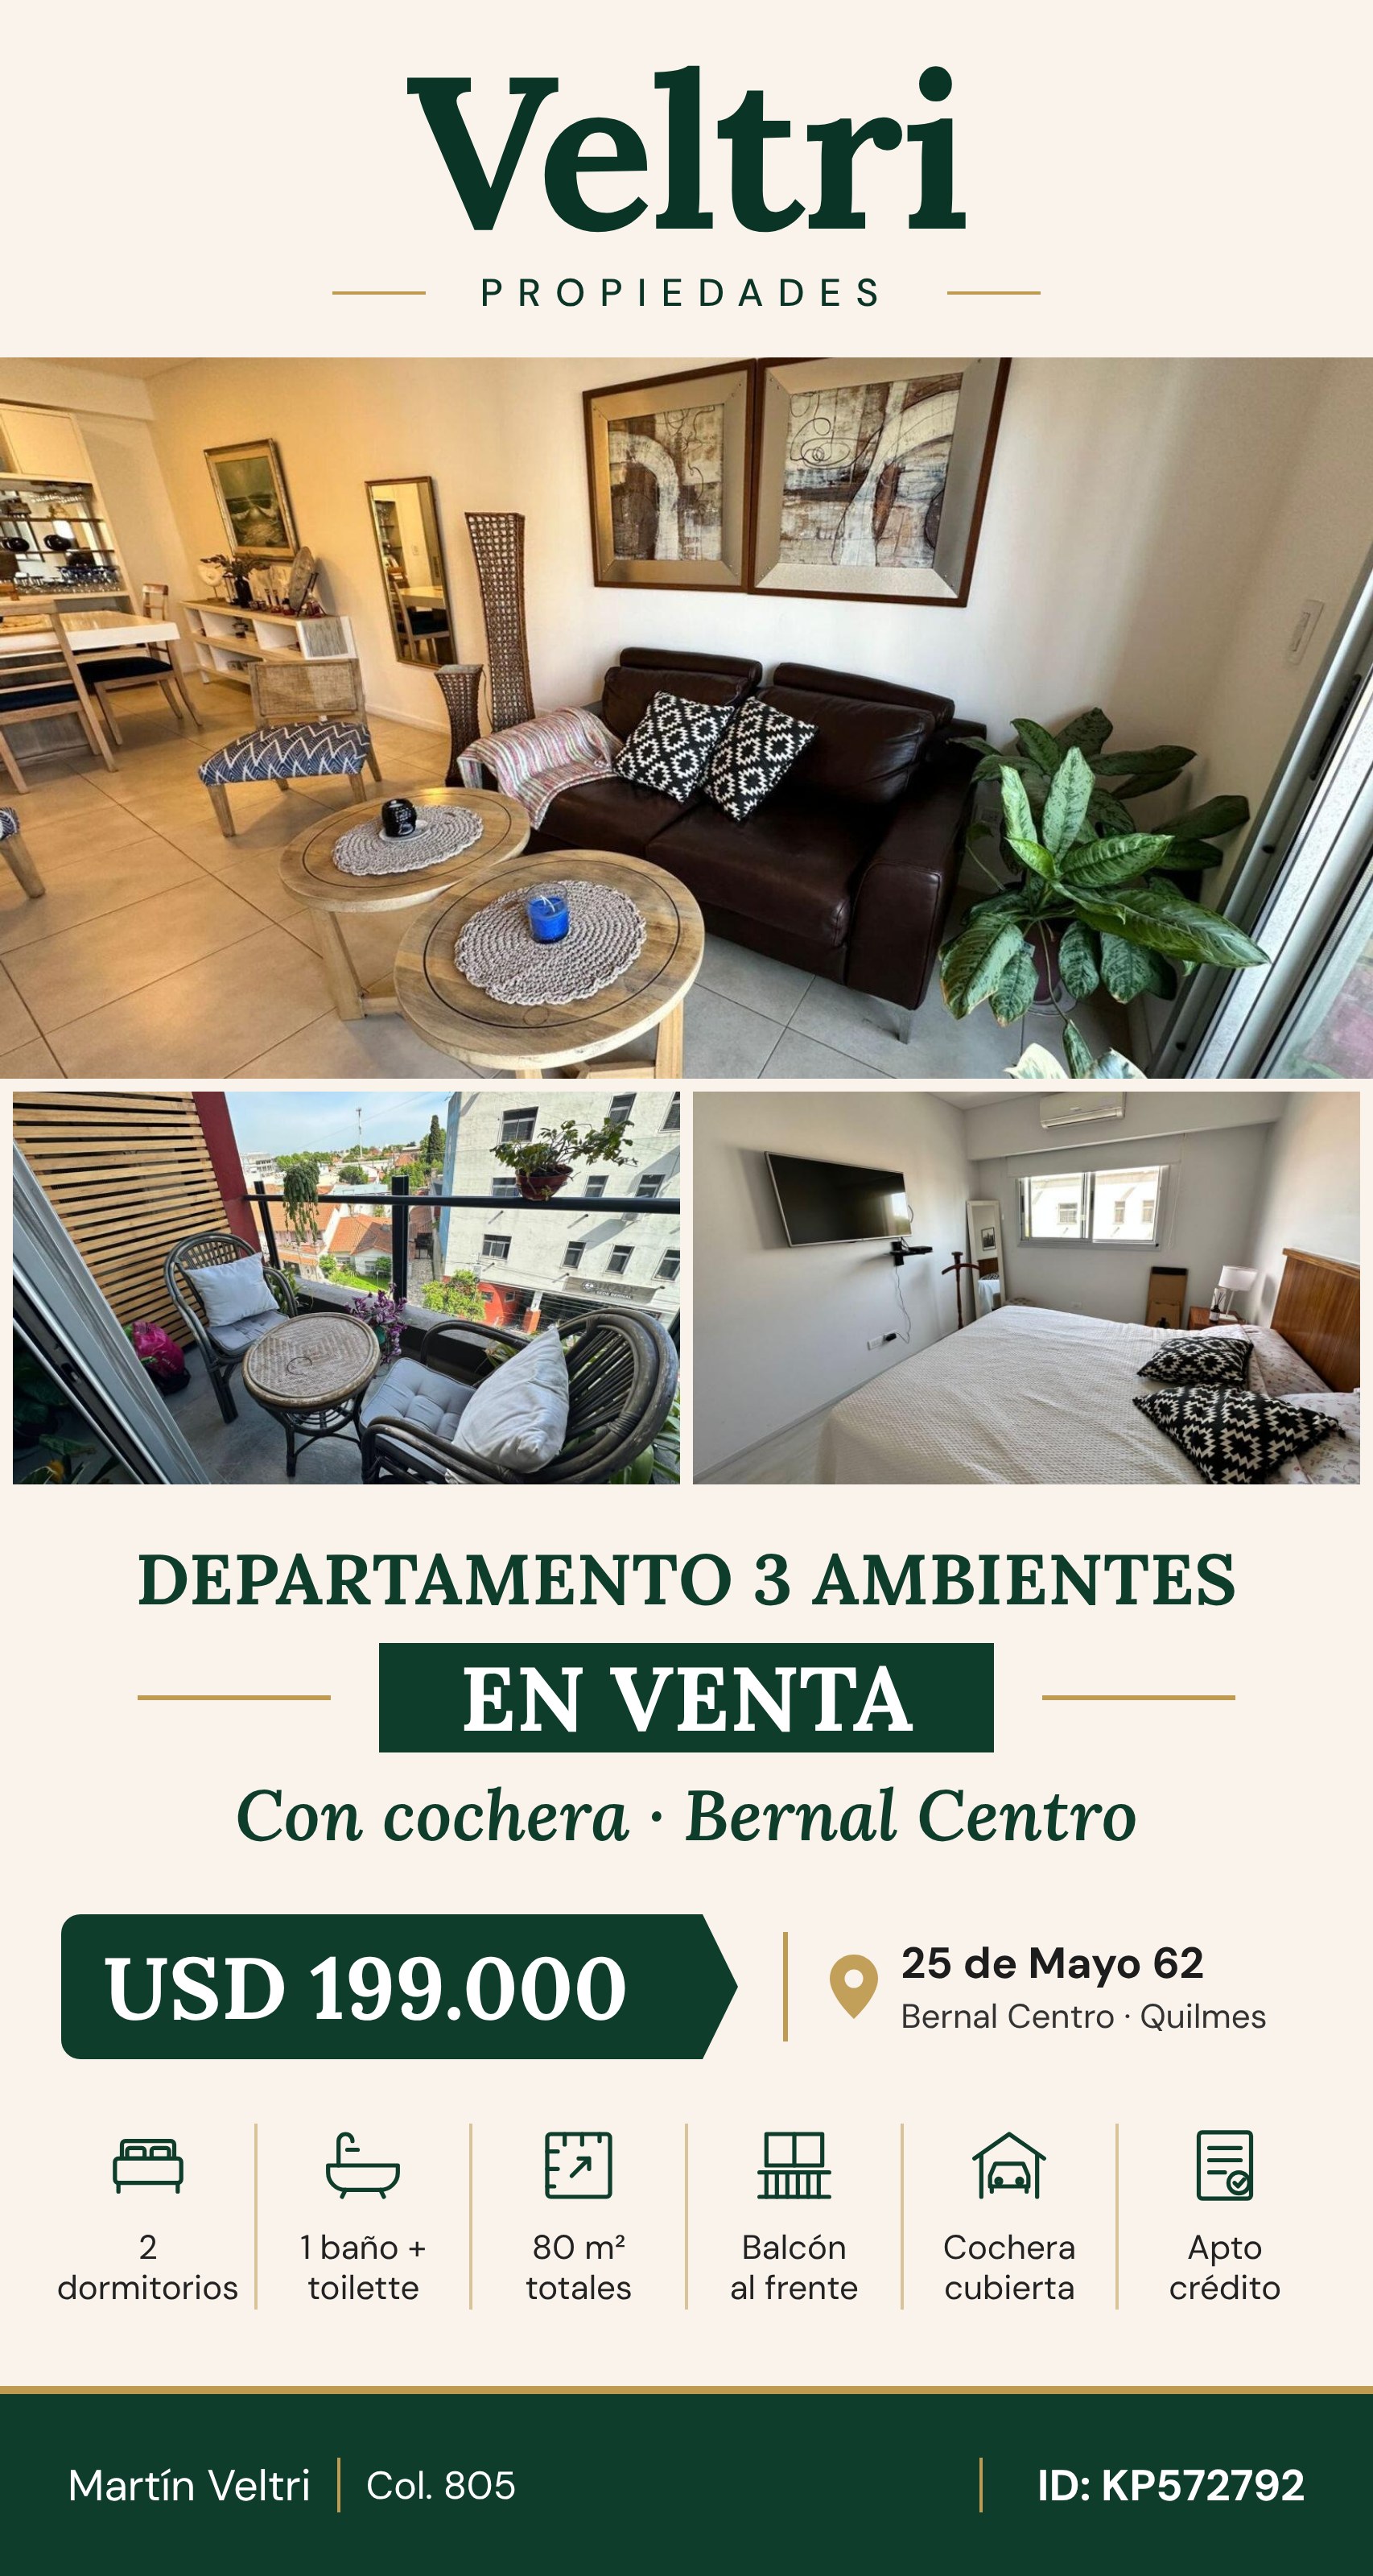 Veltri
PROPIEDADES
DEPARTAMENTO 3 AMBIENTES
EN VENTA
Con cochera · Bernal Centro
USD 199.000
25 de Mayo 62
Bernal Centro · Quilmes
2
dormitorios
1 baño +
toilette
80 m²
totales
Balcón
al frente
Cochera
cubierta
Apto
crédito
Martín Veltri
Col. 805
ID: KP572792